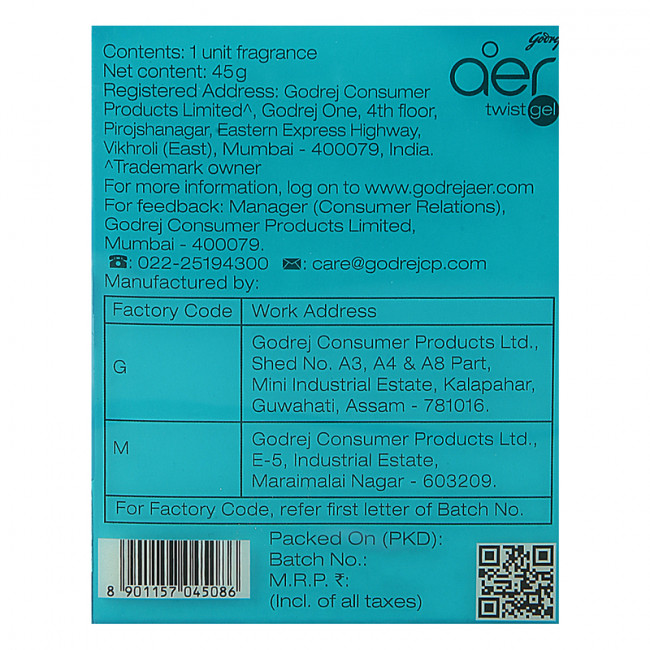 Contents: 1 unit fragrance
Net content: 45g
Registered Address: Godrej Consumer
Products Limited^, Godrej One, 4th floor,
Pirojshanagar, Eastern Express Highway,
Vikhroli (East), Mumbai - 400079, India.
^Trademark owner
For more information, log on to www.godrejaer.com
For feedback: Manager (Consumer Relations),
Godrej Consumer Products Limited,
Mumbai - 400079.
☎: 022-25194300 ✉: care@godrejcp.com
Manufactured by:
Godrej
aer
twist gel
Factory Code Work Address
G
Godrej Consumer Products Ltd.,
Shed No. A3, A4 & A8 Part,
Mini Industrial Estate, Kalapahar,
Guwahati, Assam - 781016.
M
Godrej Consumer Products Ltd.,
E-5, Industrial Estate,
Maraimalai Nagar - 603209.
For Factory Code, refer first letter of Batch No.
Packed On (PKD):
Batch No.:
M.R.P. ₹:
(Incl. of all taxes)
8 901157 045086